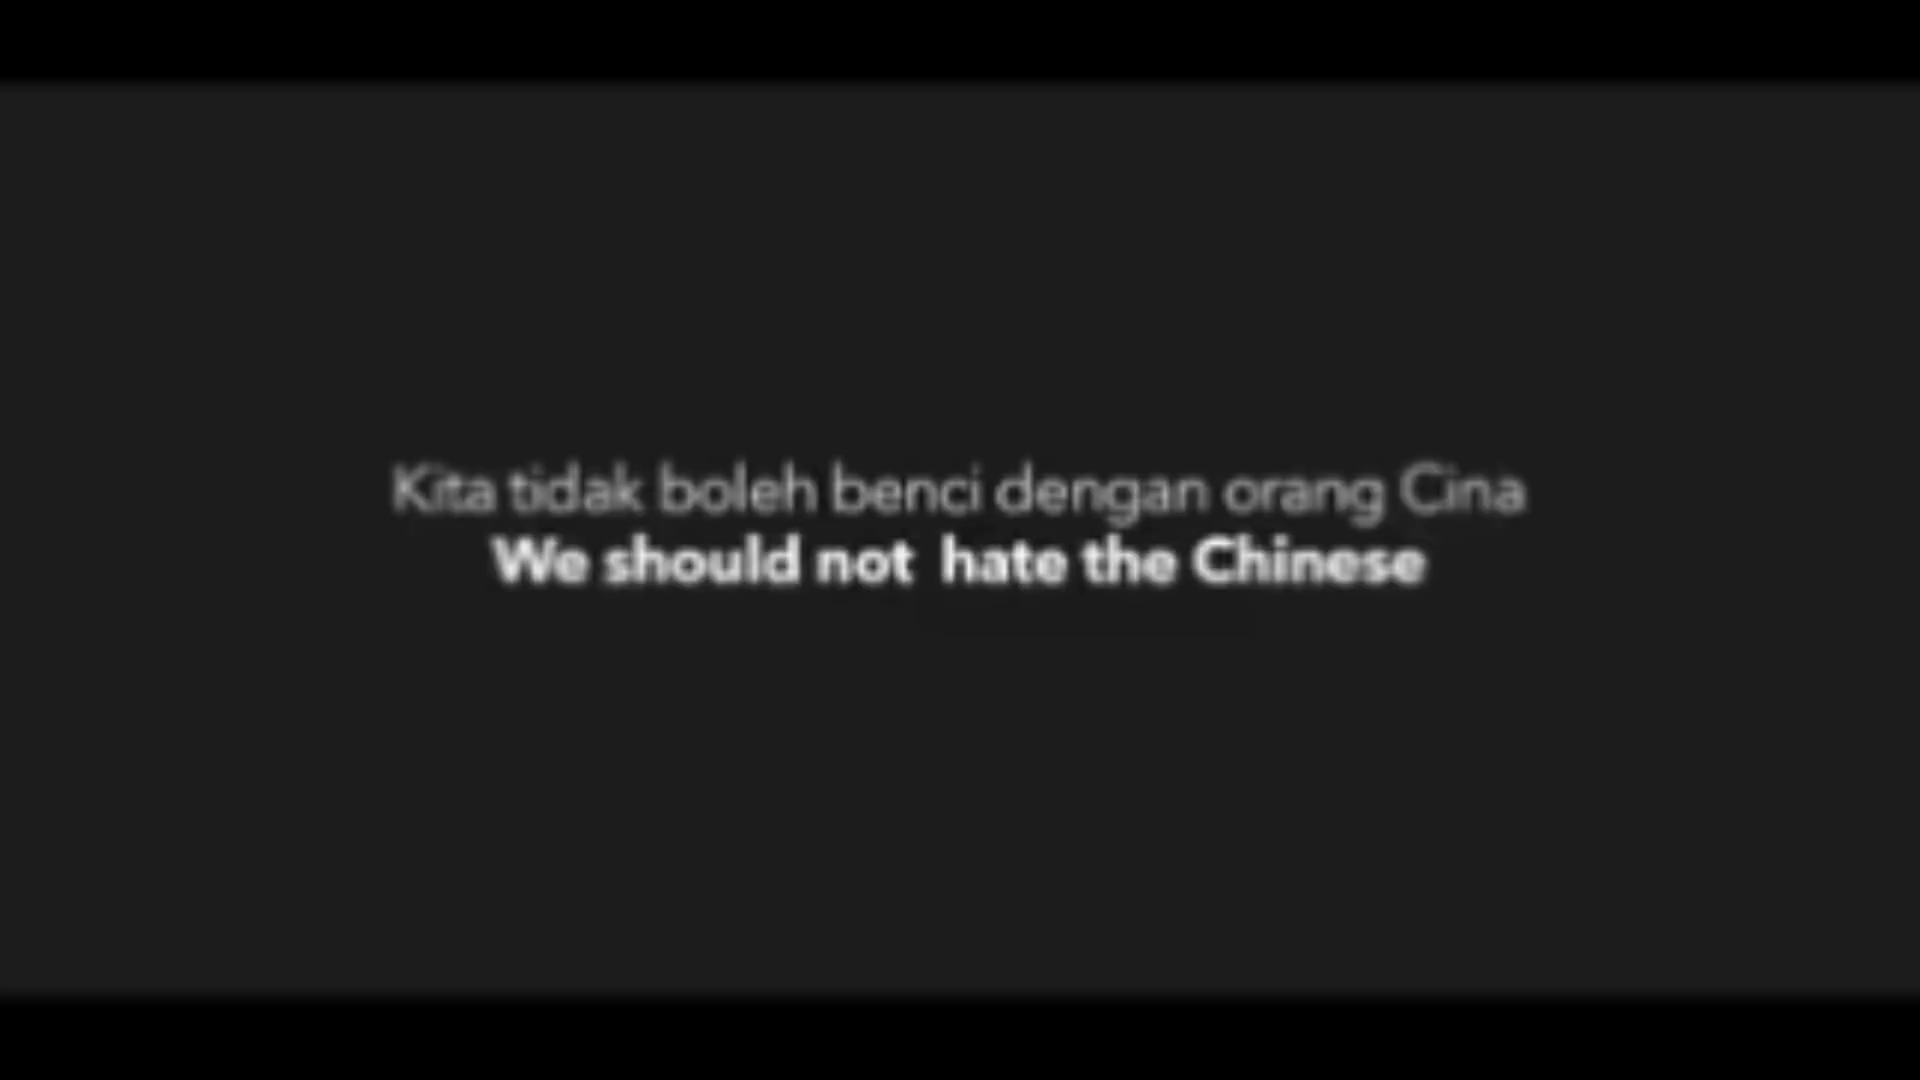 Kita tidak boleh benci dengan orang Cina
We should not hate the Chinese